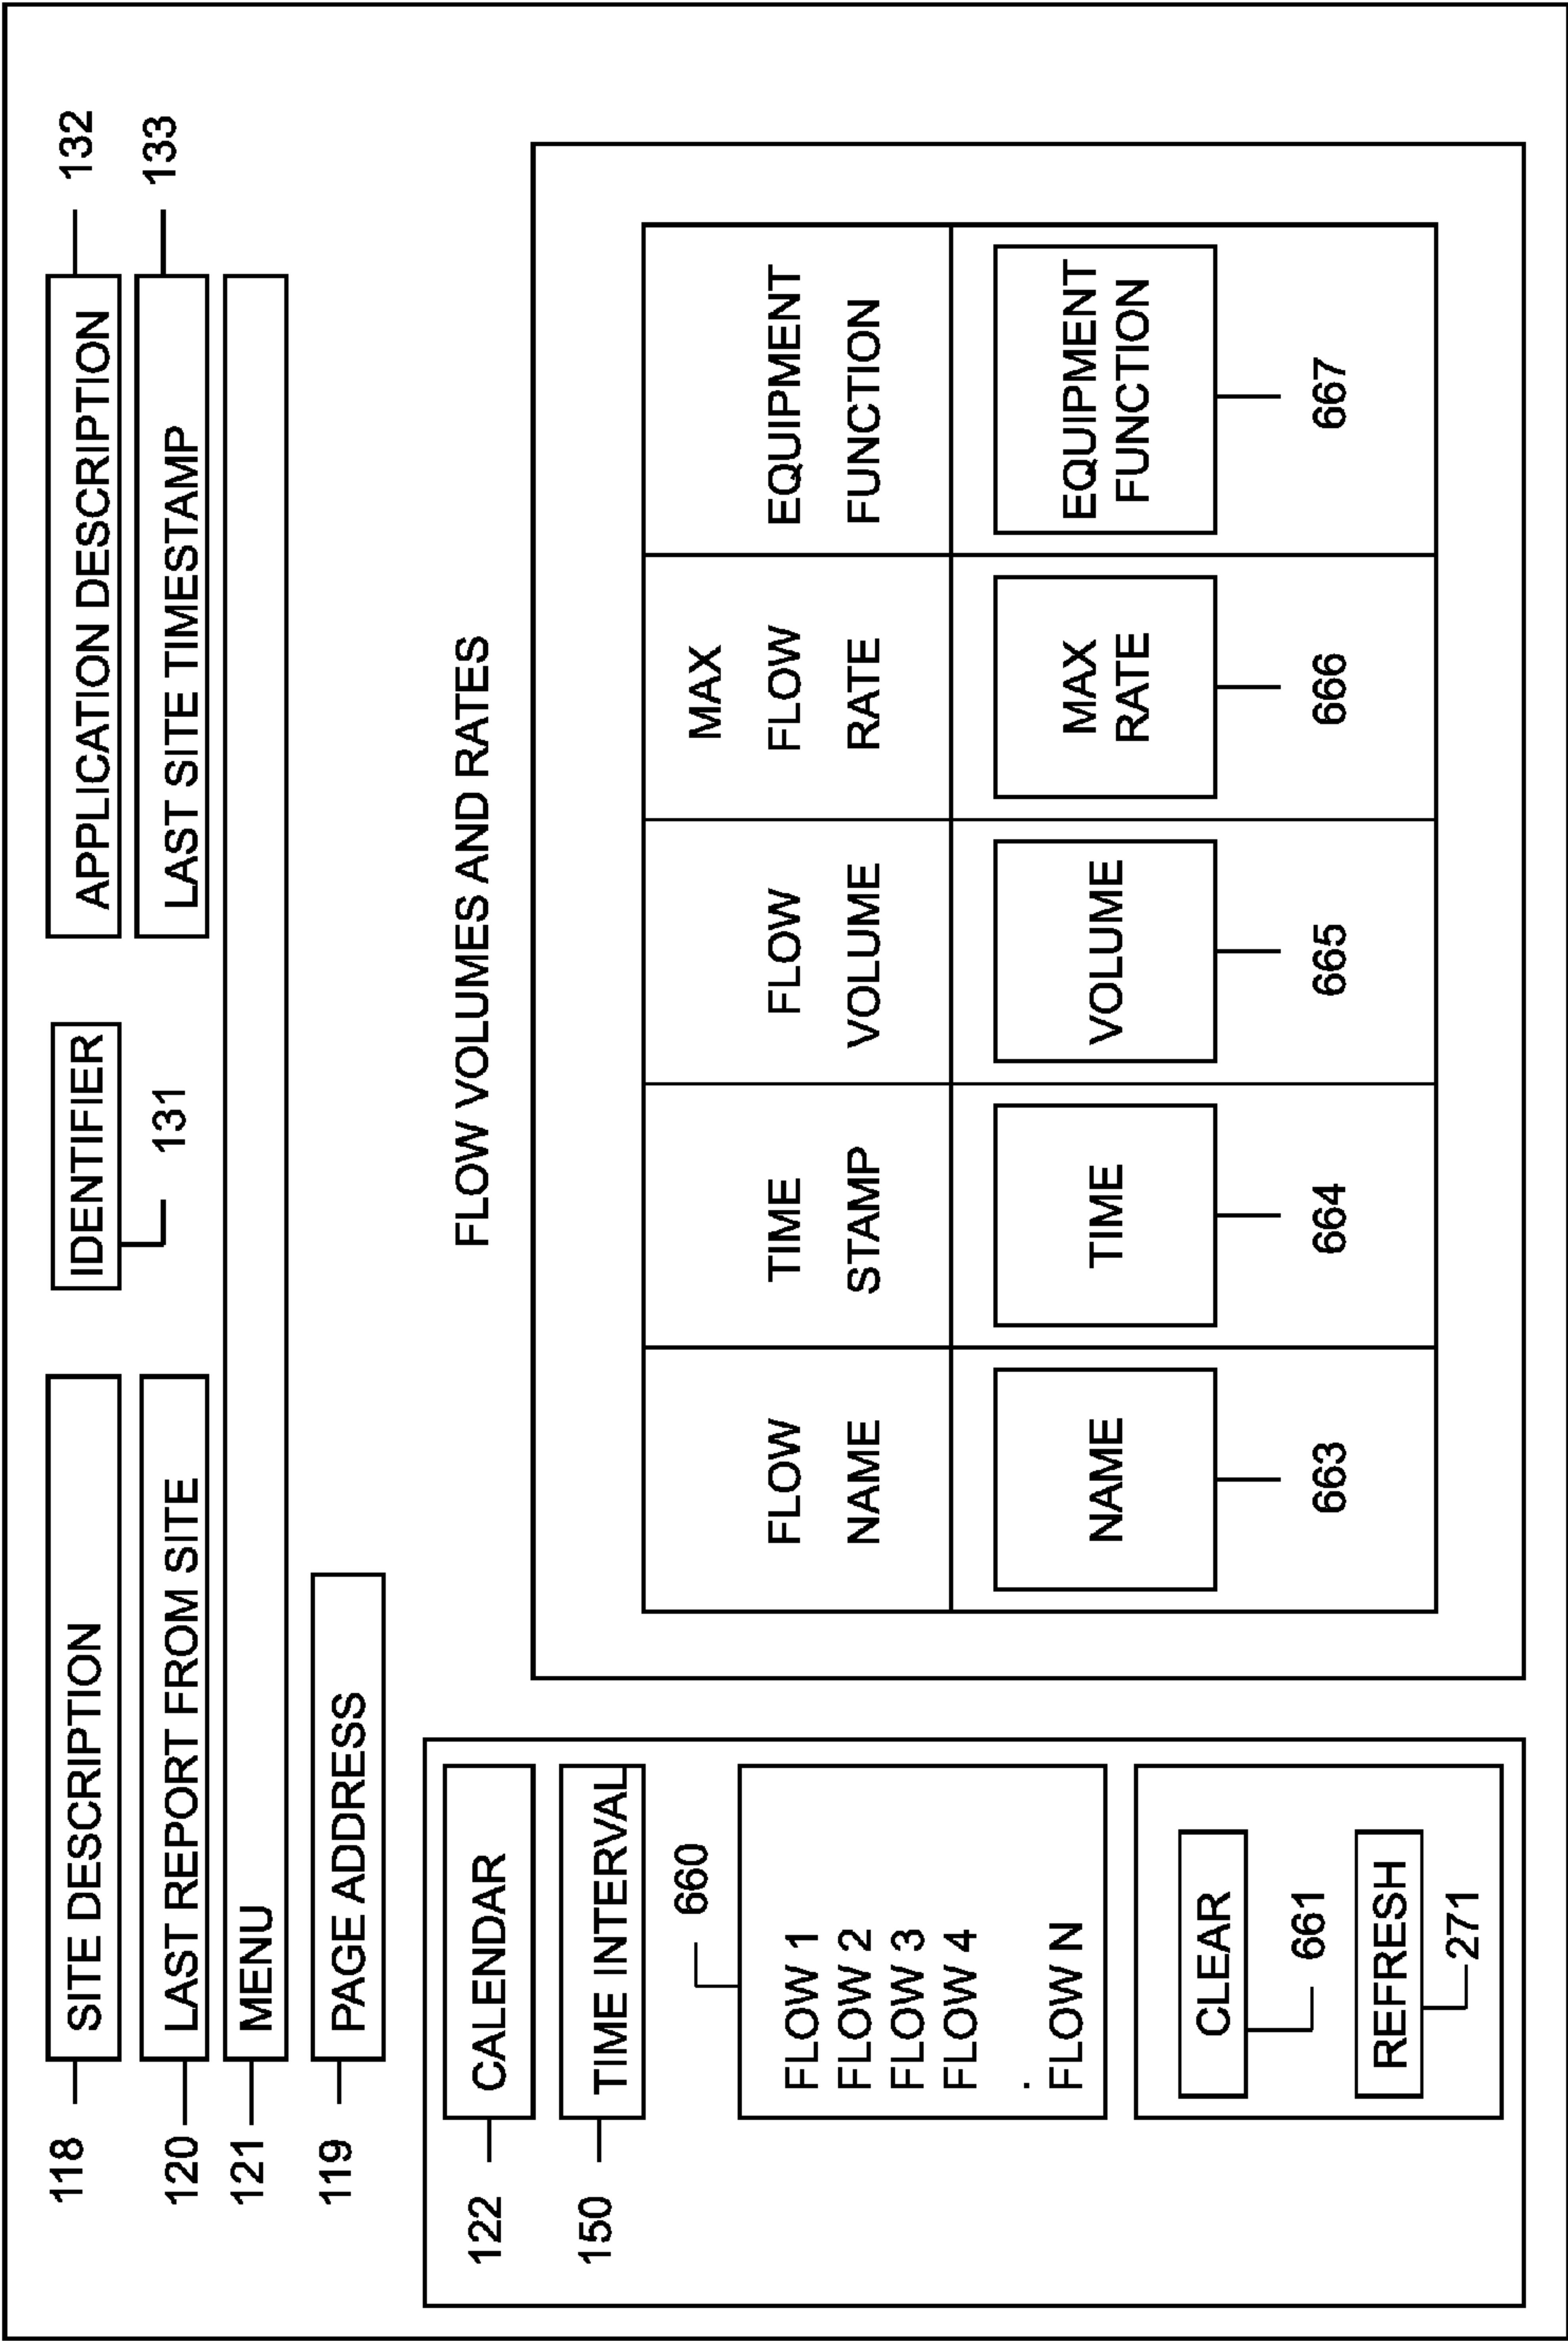 118
SITE DESCRIPTION
IDENTIFIER
131
APPLICATION DESCRIPTION
132
120
LAST REPORT FROM SITE
LAST SITE TIMESTAMP
133
121
MENU
119
PAGE ADDRESS
122
CALENDAR
150
TIME INTERVAL
660
FLOW 1
FLOW 2
FLOW 3
FLOW 4
.
FLOW N
CLEAR
661
REFRESH
271
FLOW VOLUMES AND RATES
FLOW
NAME
TIME
STAMP
FLOW
VOLUME
MAX
FLOW
RATE
EQUIPMENT
FUNCTION
NAME
663
TIME
664
VOLUME
665
MAX
RATE
666
EQUIPMENT
FUNCTION
667